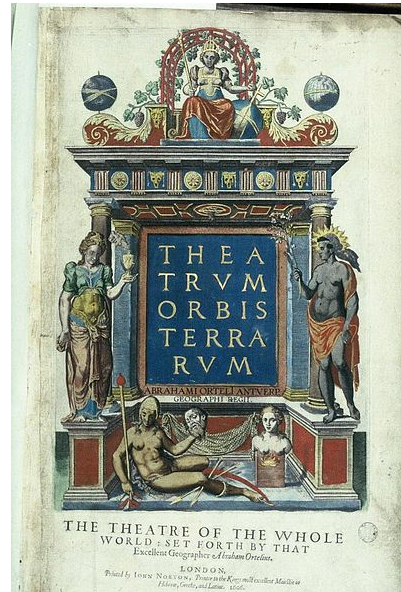 THEA
TRVM
ORBIS
TERRA
RVM
ABRAHAMI ORTELI ANTVERP.
GEOGRAPHI REGII.
THE THEATRE OF THE WHOLE
WORLD: SET FORTH BY THAT
Excellent Geographer Abraham Ortelius.
LONDON,
Printed by IOHN NORTON, Printer to the Kings most excellent Maiestie in
Hebrew, Greeke, and Latine. 1606.